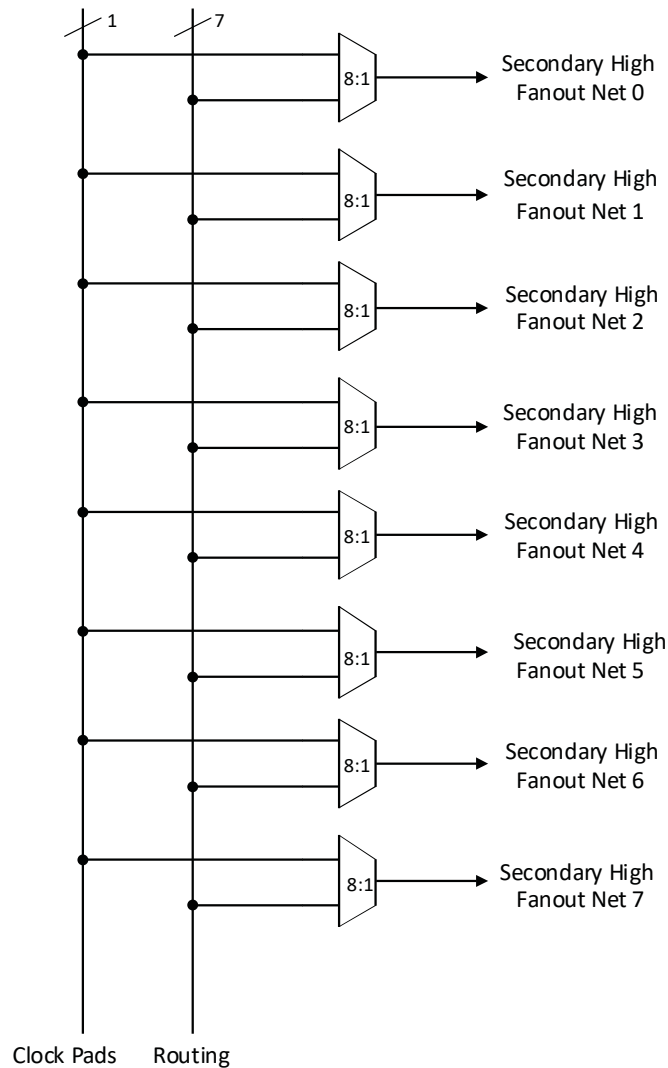 1 7
8:1
Secondary High
Fanout Net 0
8:1
Secondary High
Fanout Net 1
8:1
Secondary High
Fanout Net 2
8:1
Secondary High
Fanout Net 3
8:1
Secondary High
Fanout Net 4
8:1
Secondary High
Fanout Net 5
8:1
Secondary High
Fanout Net 6
8:1
Secondary High
Fanout Net 7
Clock Pads Routing